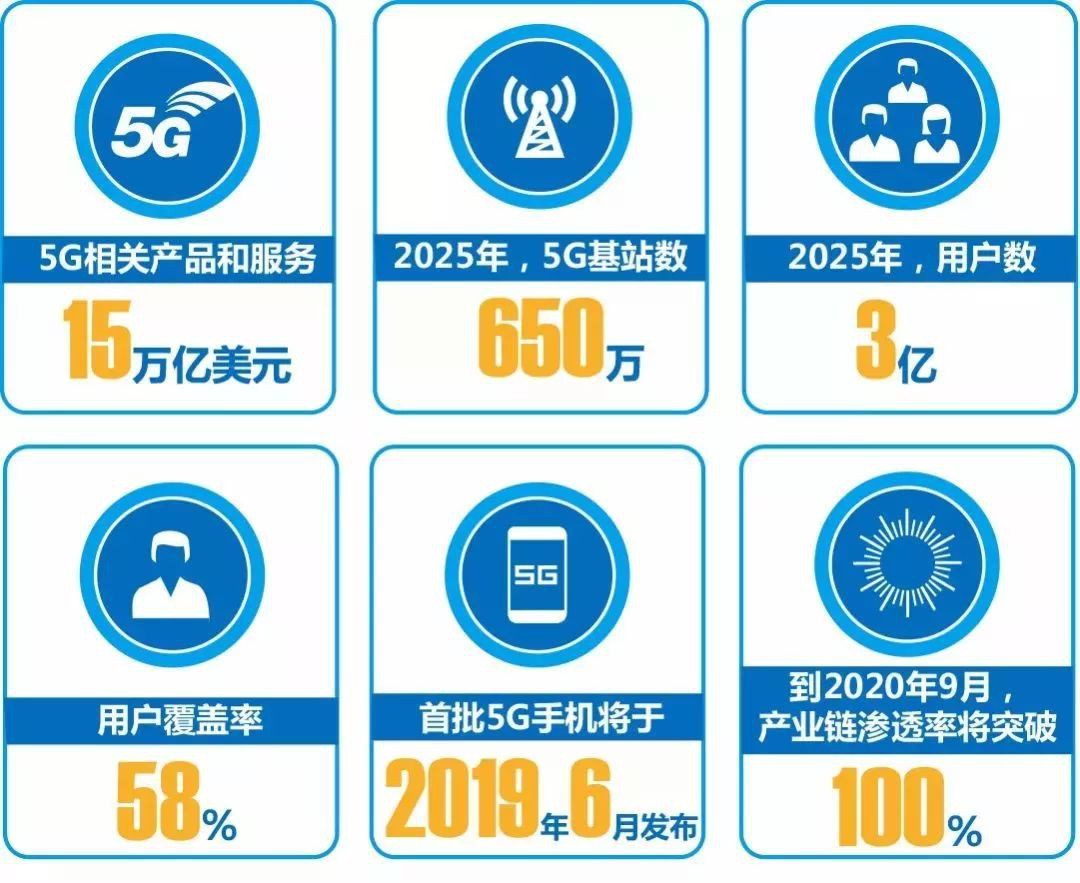 5G
5G相关产品和服务
15万亿美元
2025年，5G基站数
650万
2025年，用户数
3亿
用户覆盖率
58%
5G
首批5G手机将于
2019年6月发布
到2020年9月，
产业链渗透率将突破
100%